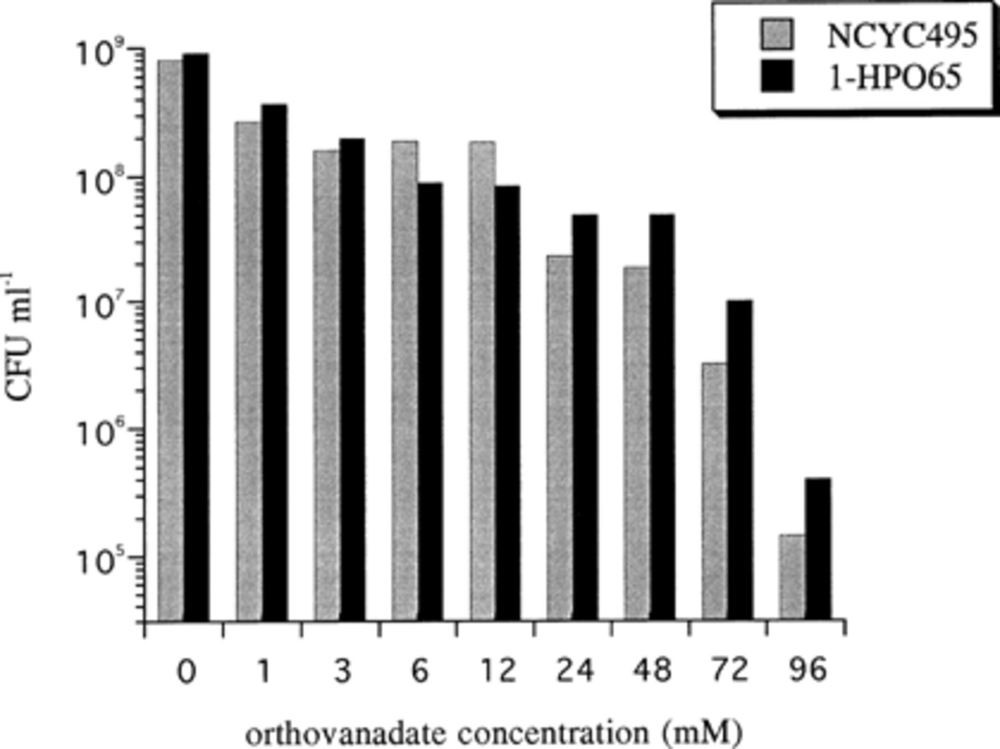 NCYC495
1-HPO65
10⁹
10⁸
10⁷
10⁶
10⁵
CFU ml⁻¹
0 1 3 6 12 24 48 72 96
orthovanadate concentration (mM)